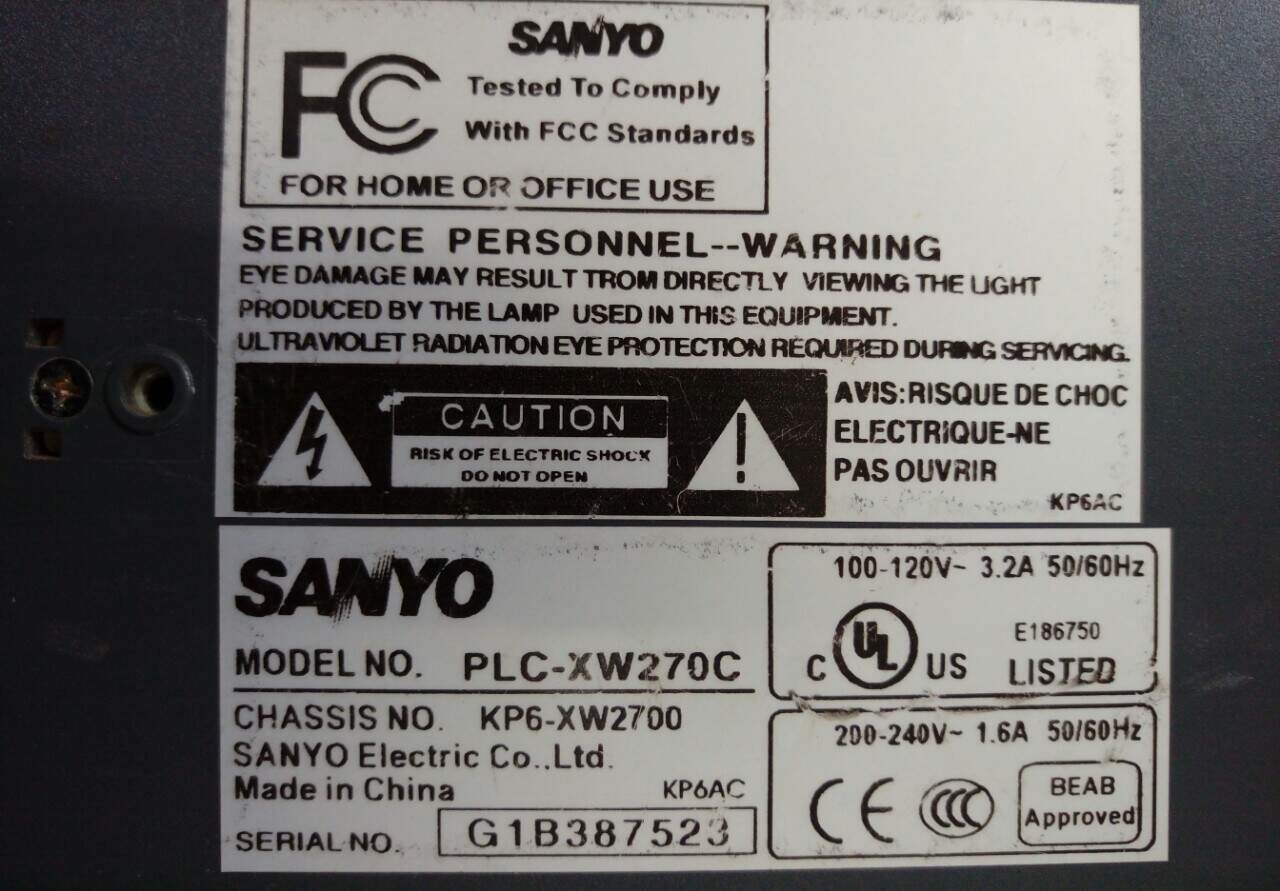 SANYO
FC Tested To Comply
With FCC Standards
FOR HOME OR OFFICE USE
SERVICE PERSONNEL--WARNING
EYE DAMAGE MAY RESULT TROM DIRECTLY VIEWING THE LIGHT
PRODUCED BY THE LAMP USED IN THIS EQUIPMENT.
ULTRAVIOLET RADIATION EYE PROTECTION REQUIRED DURING SERVICING.
CAUTION
RISK OF ELECTRIC SHOCK
DO NOT OPEN
AVIS:RISQUE DE CHOC
ELECTRIQUE-NE
PAS OUVRIR
KP6AC
SANYO
MODEL NO. PLC-XW270C
CHASSIS NO. KP6-XW2700
SANYO Electric Co.,Ltd.
Made in China KP6AC
SERIAL NO. G1B387523
100-120V~ 3.2A 50/60Hz
C UL US E186750
LISTED
200-240V~ 1.6A 50/60Hz
CE CCC BEAB
Approved